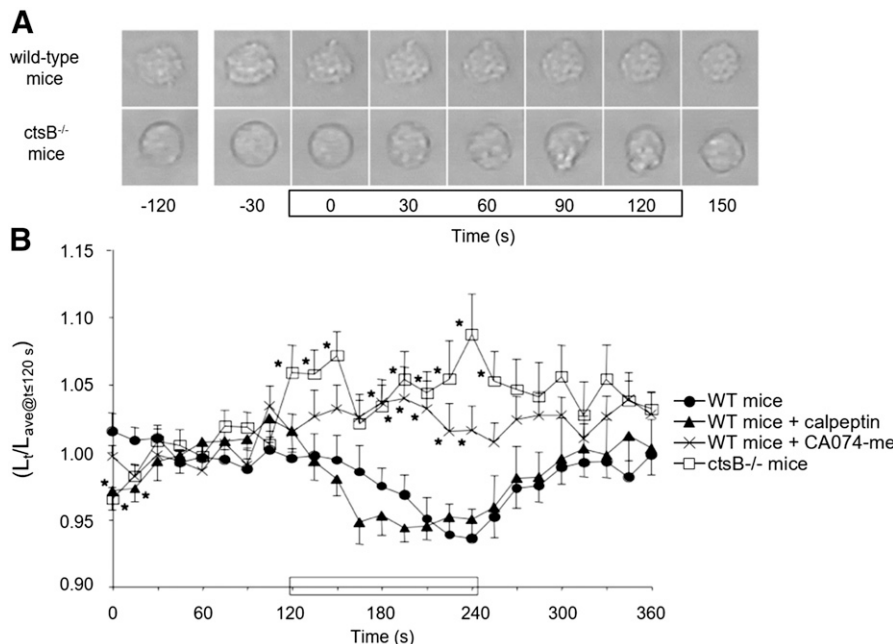 A
wild-type
mice
ctsB-/-
mice
-120 -30 0 30 60 90 120 150
Time (s)
B
(Lt/Lave@t≤120 s)
1.15
1.10
1.05
1.00
0.95
0.90
0 60 120 180 240 300 360
Time (s)
WT mice
WT mice + calpeptin
WT mice + CA074-me
ctsB-/- mice